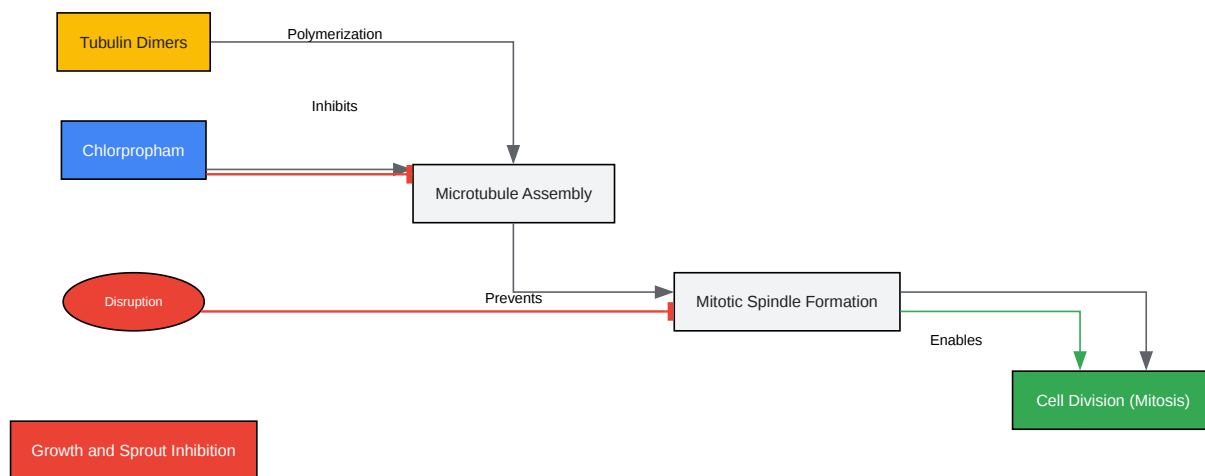 Tubulin Dimers
Polymerization
Inhibits
Chlorpropham
Microtubule Assembly
Disruption
Prevents
Mitotic Spindle Formation
Enables
Cell Division (Mitosis)
Growth and Sprout Inhibition